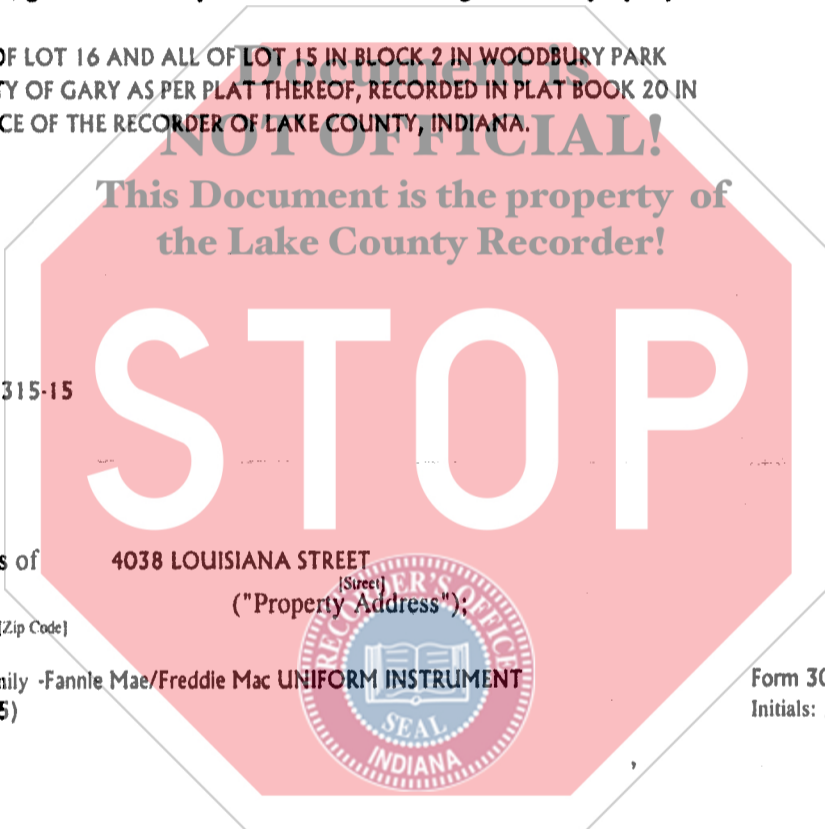 OF LOT 16 AND ALL OF LOT 15 IN BLOCK 2 IN WOODBURY PARK
Document is
TY OF GARY AS PER PLAT THEREOF, RECORDED IN PLAT BOOK 20 IN
CE OF THE RECORDER OF LAKE COUNTY, INDIANA.
NOT OFFICIAL!
This Document is the property of
the Lake County Recorder!
STOP
315-15
s of 4038 LOUISIANA STREET
[Street]
("Property Address");
[Zip Code]
RECORDER'S OFFICE
SEAL
INDIANA
mily -Fannle Mae/Freddie Mac UNIFORM INSTRUMENT
5)
Form 30
Initials: